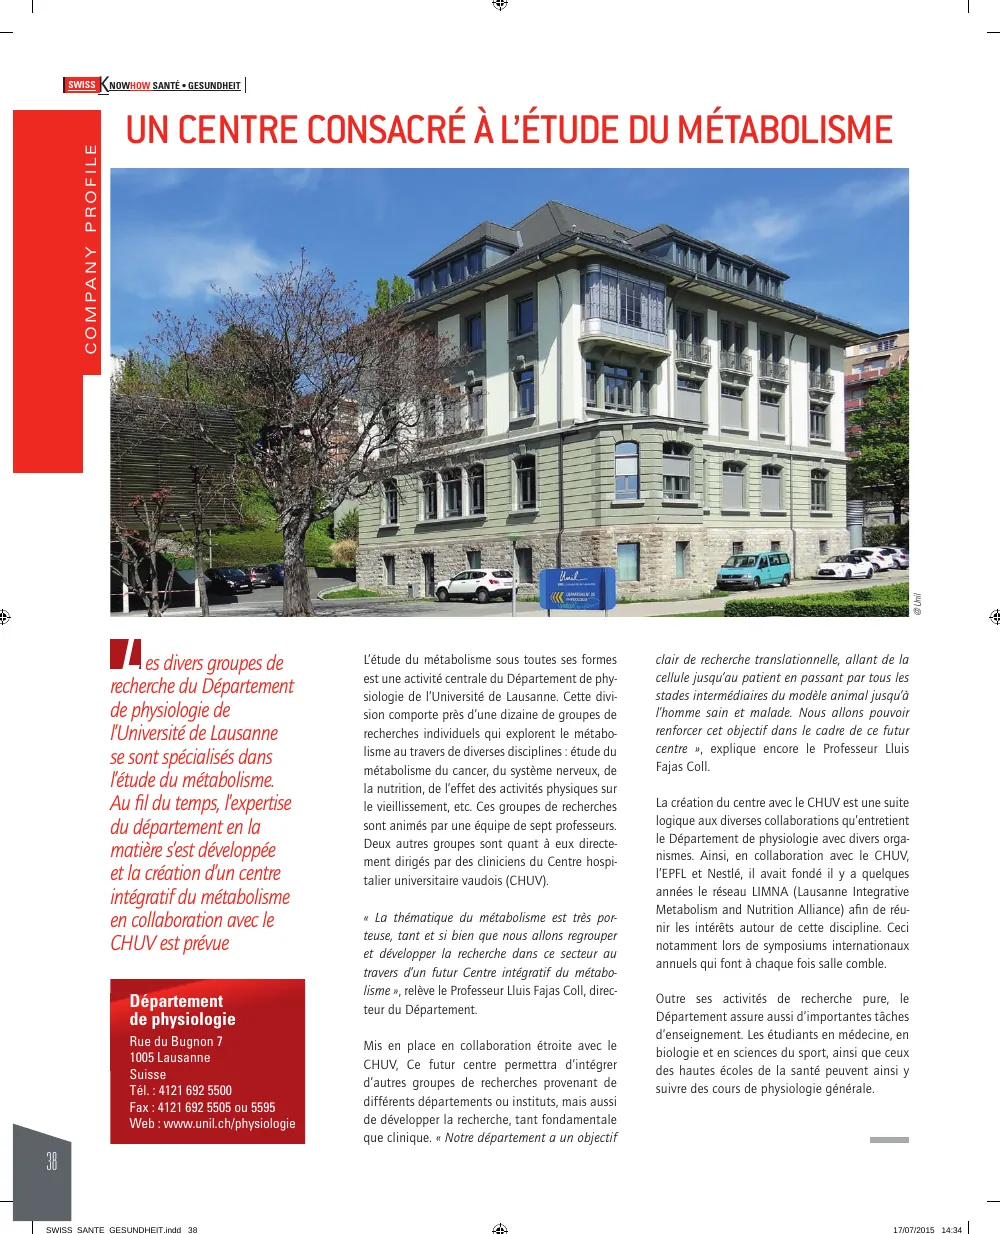 SWISS KNOWHOW SANTÉ • GESUNDHEIT
COMPANY PROFILE
UN CENTRE CONSACRÉ À L’ÉTUDE DU MÉTABOLISME
Unil
DÉPARTEMENT DE
PHYSIOLOGIE
@ Unil
Les divers groupes de
recherche du Département
de physiologie de
l’Université de Lausanne
se sont spécialisés dans
l’étude du métabolisme.
Au fil du temps, l’expertise
du département en la
matière s’est développée
et la création d’un centre
intégratif du métabolisme
en collaboration avec le
CHUV est prévue
Département
de physiologie
Rue du Bugnon 7
1005 Lausanne
Suisse
Tél. : 4121 692 5500
Fax : 4121 692 5505 ou 5595
Web : www.unil.ch/physiologie
L’étude du métabolisme sous toutes ses formes
est une activité centrale du Département de phy-
siologie de l’Université de Lausanne. Cette divi-
sion comporte près d’une dizaine de groupes de
recherches individuels qui explorent le métabo-
lisme au travers de diverses disciplines : étude du
métabolisme du cancer, du système nerveux, de
la nutrition, de l’effet des activités physiques sur
le vieillissement, etc. Ces groupes de recherches
sont animés par une équipe de sept professeurs.
Deux autres groupes sont quant à eux directe-
ment dirigés par des cliniciens du Centre hospi-
talier universitaire vaudois (CHUV).
« La thématique du métabolisme est très por-
teuse, tant et si bien que nous allons regrouper
et développer la recherche dans ce secteur au
travers d’un futur Centre intégratif du métabo-
lisme », relève le Professeur Lluis Fajas Coll, direc-
teur du Département.
Mis en place en collaboration étroite avec le
CHUV, Ce futur centre permettra d’intégrer
d’autres groupes de recherches provenant de
différents départements ou instituts, mais aussi
de développer la recherche, tant fondamentale
que clinique. « Notre département a un objectif
clair de recherche translationnelle, allant de la
cellule jusqu’au patient en passant par tous les
stades intermédiaires du modèle animal jusqu’à
l’homme sain et malade. Nous allons pouvoir
renforcer cet objectif dans le cadre de ce futur
centre », explique encore le Professeur Lluis
Fajas Coll.
La création du centre avec le CHUV est une suite
logique aux diverses collaborations qu’entretient
le Département de physiologie avec divers orga-
nismes. Ainsi, en collaboration avec le CHUV,
l’EPFL et Nestlé, il avait fondé il y a quelques
années le réseau LIMNA (Lausanne Integrative
Metabolism and Nutrition Alliance) afin de réu-
nir les intérêts autour de cette discipline. Ceci
notamment lors de symposiums internationaux
annuels qui font à chaque fois salle comble.
Outre ses activités de recherche pure, le
Département assure aussi d’importantes tâches
d’enseignement. Les étudiants en médecine, en
biologie et en sciences du sport, ainsi que ceux
des hautes écoles de la santé peuvent ainsi y
suivre des cours de physiologie générale.
38
SWISS_SANTE_GESUNDHEIT.indd 38
17/07/2015 14:34